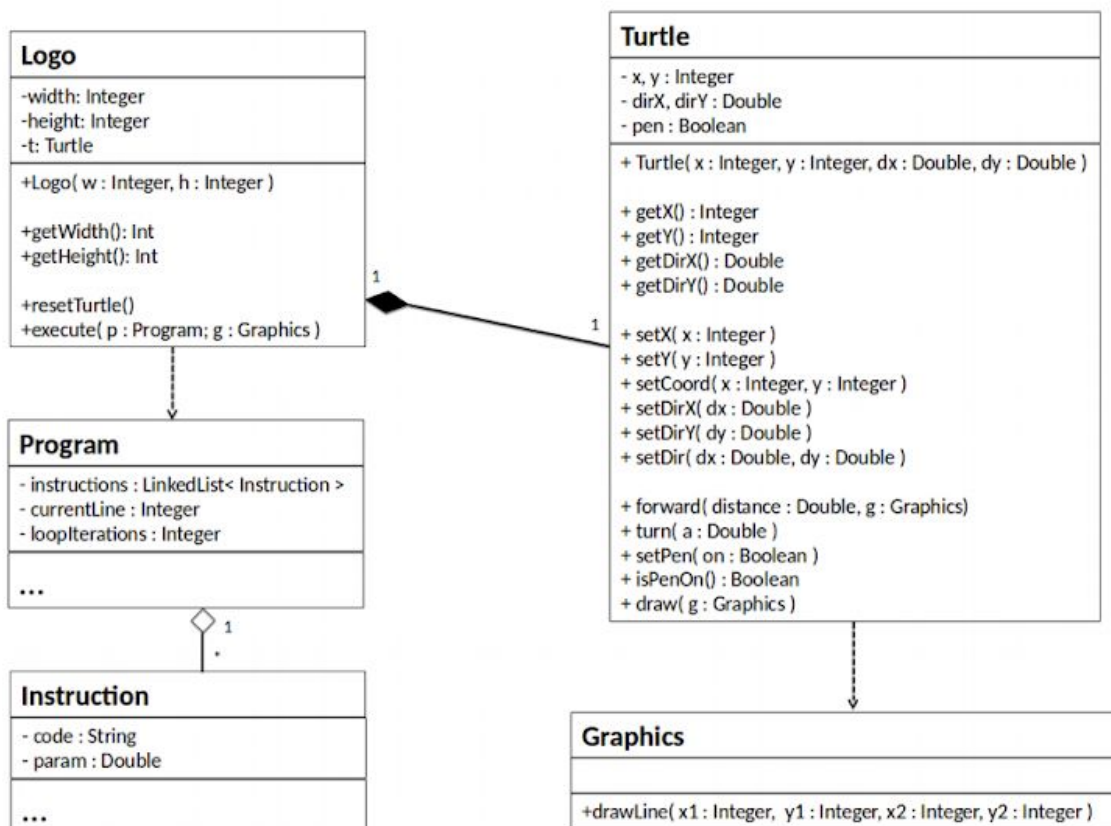 Logo
-width: Integer
-height: Integer
-t: Turtle
+Logo( w : Integer, h : Integer )
+getWidth(): Int
+getHeight(): Int
+resetTurtle()
+execute( p : Program; g : Graphics )
1
1
Turtle
- x, y : Integer
- dirX, dirY : Double
- pen : Boolean
+ Turtle( x : Integer, y : Integer, dx : Double, dy : Double )
+ getX() : Integer
+ getY() : Integer
+ getDirX() : Double
+ getDirY() : Double
+ setX( x : Integer )
+ setY( y : Integer )
+ setCoord( x : Integer, y : Integer )
+ setDirX( dx : Double )
+ setDirY( dy : Double )
+ setDir( dx : Double, dy : Double )
+ forward( distance : Double, g : Graphics)
+ turn( a : Double )
+ setPen( on : Boolean )
+ isPenOn() : Boolean
+ draw( g : Graphics )
Program
- instructions : LinkedList< Instruction >
- currentLine : Integer
- loopIterations : Integer
...
1
*
Instruction
- code : String
- param : Double
...
Graphics
+drawLine( x1 : Integer, y1 : Integer, x2 : Integer, y2 : Integer )